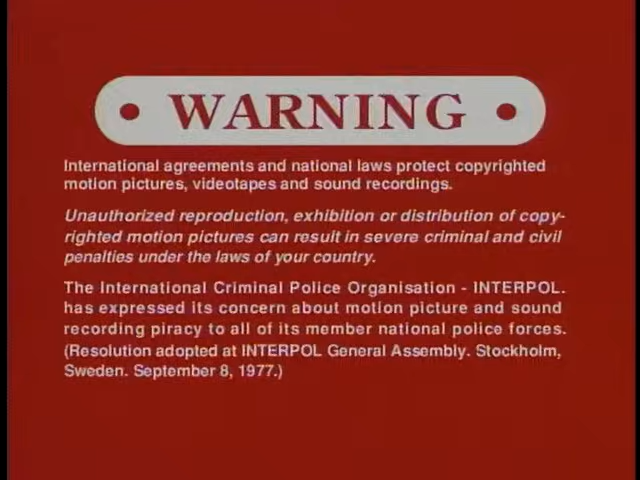 • WARNING •
International agreements and national laws protect copyrighted
motion pictures, videotapes and sound recordings.
Unauthorized reproduction, exhibition or distribution of copy-
righted motion pictures can result in severe criminal and civil
penalties under the laws of your country.
The International Criminal Police Organisation - INTERPOL.
has expressed its concern about motion picture and sound
recording piracy to all of its member national police forces.
(Resolution adopted at INTERPOL General Assembly. Stockholm,
Sweden. September 8, 1977.)